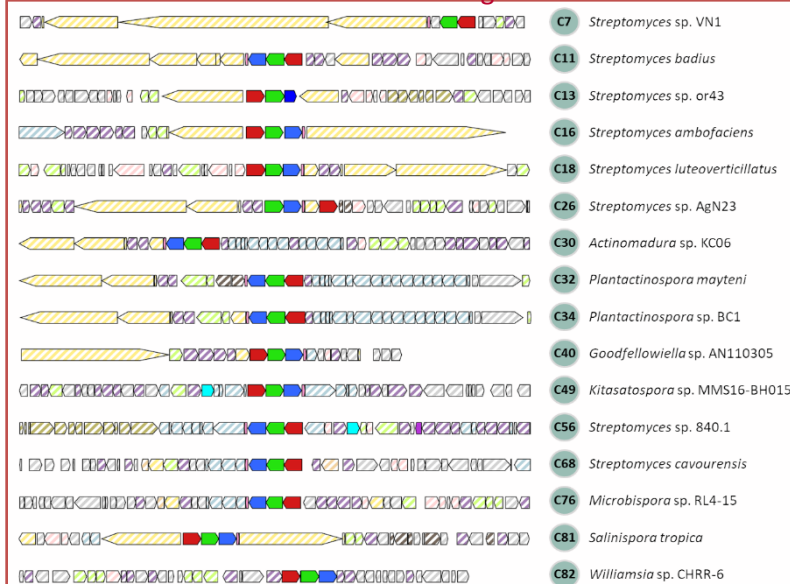 C7 Streptomyces sp. VN1
C11 Streptomyces badius
C13 Streptomyces sp. or43
C16 Streptomyces ambofaciens
C18 Streptomyces luteoverticillatus
C26 Streptomyces sp. AgN23
C30 Actinomadura sp. KC06
C32 Plantactinospora mayteni
C34 Plantactinospora sp. BC1
C40 Goodfellowiella sp. AN110305
C49 Kitasatospora sp. MMS16-BH015
C56 Streptomyces sp. 840.1
C68 Streptomyces cavourensis
C76 Microbispora sp. RL4-15
C81 Salinispora tropica
C82 Williamsia sp. CHRR-6